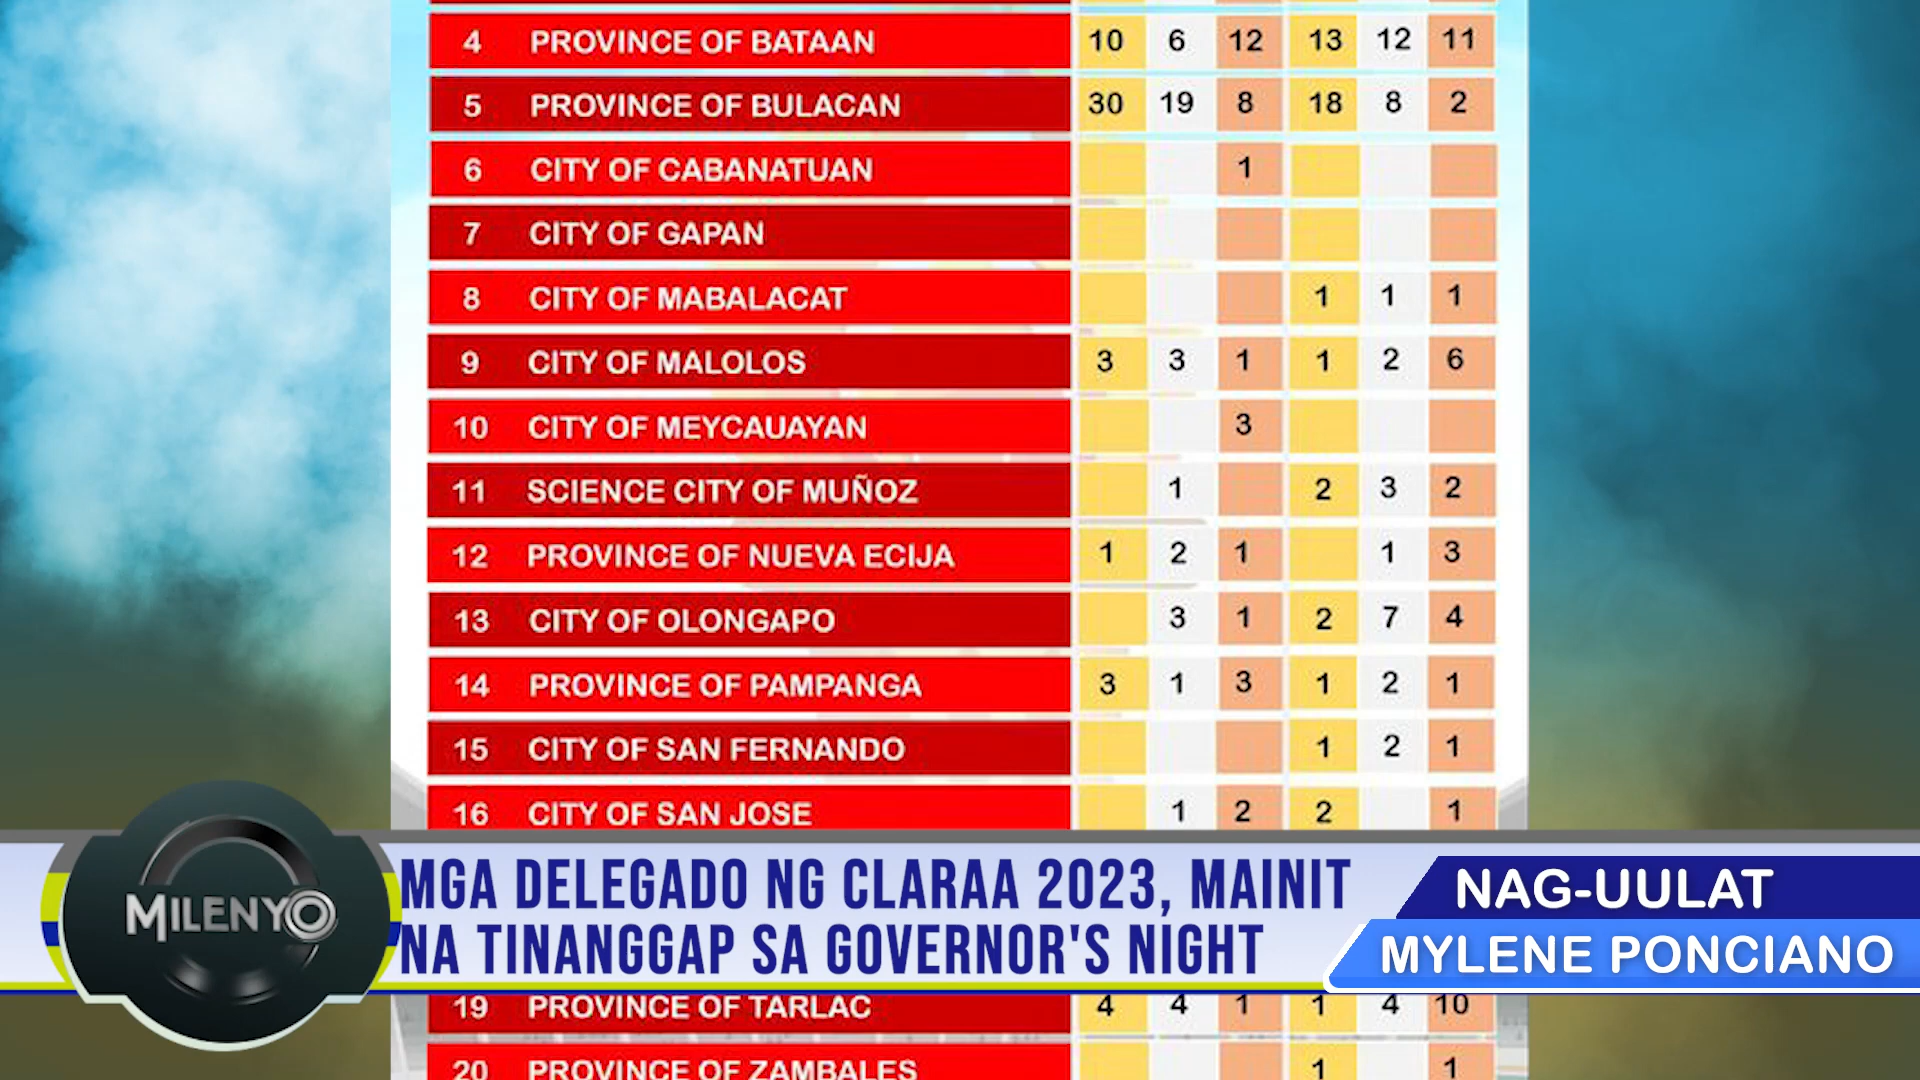 4 PROVINCE OF BATAAN 10 6 12 13 12 11
5 PROVINCE OF BULACAN 30 19 8 18 8 2
6 CITY OF CABANATUAN 1
7 CITY OF GAPAN
8 CITY OF MABALACAT 1 1 1
9 CITY OF MALOLOS 3 3 1 1 2 6
10 CITY OF MEYCAUAYAN 3
11 SCIENCE CITY OF MUÑOZ 1 2 3 2
12 PROVINCE OF NUEVA ECIJA 1 2 1 1 3
13 CITY OF OLONGAPO 3 1 2 7 4
14 PROVINCE OF PAMPANGA 3 1 3 1 2 1
15 CITY OF SAN FERNANDO 1 2 1
16 CITY OF SAN JOSE 1 2 2 1
MILENYO
MGA DELEGADO NG CLARAA 2023, MAINIT
NA TINANGGAP SA GOVERNOR'S NIGHT
NAG-UULAT
MYLENE PONCIANO
19 PROVINCE OF TARLAC 4 4 1 1 4 10
20 PROVINCE OF ZAMBALES 1 1